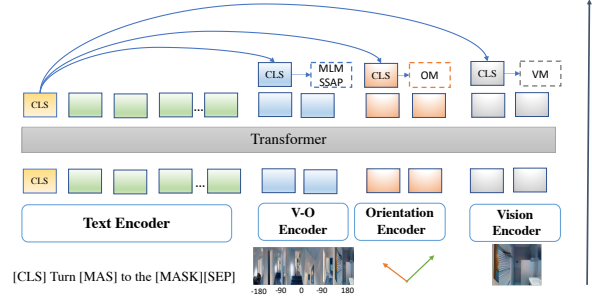 CLS
MLM
SSAP
CLS
OM
CLS
VM
CLS
...
Transformer
CLS
...
Text Encoder
V-O
Encoder
Orientation
Encoder
Vision
Encoder
[CLS] Turn [MAS] to the [MASK][SEP]
-180 -90 0 -90 180